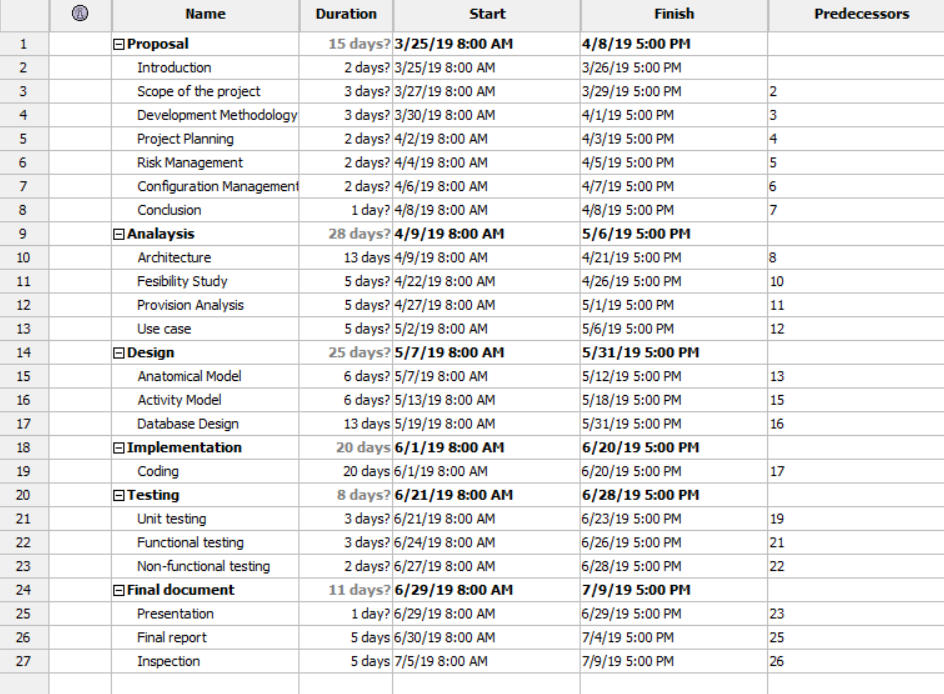 Name Duration Start Finish Predecessors
1 Proposal 15 days? 3/25/19 8:00 AM 4/8/19 5:00 PM
2 Introduction 2 days? 3/25/19 8:00 AM 3/26/19 5:00 PM
3 Scope of the project 3 days? 3/27/19 8:00 AM 3/29/19 5:00 PM 2
4 Development Methodology 3 days? 3/30/19 8:00 AM 4/1/19 5:00 PM 3
5 Project Planning 2 days? 4/2/19 8:00 AM 4/3/19 5:00 PM 4
6 Risk Management 2 days? 4/4/19 8:00 AM 4/5/19 5:00 PM 5
7 Configuration Management 2 days? 4/6/19 8:00 AM 4/7/19 5:00 PM 6
8 Conclusion 1 day? 4/8/19 8:00 AM 4/8/19 5:00 PM 7
9 Analaysis 28 days? 4/9/19 8:00 AM 5/6/19 5:00 PM
10 Architecture 13 days 4/9/19 8:00 AM 4/21/19 5:00 PM 8
11 Fesibility Study 5 days? 4/22/19 8:00 AM 4/26/19 5:00 PM 10
12 Provision Analysis 5 days? 4/27/19 8:00 AM 5/1/19 5:00 PM 11
13 Use case 5 days? 5/2/19 8:00 AM 5/6/19 5:00 PM 12
14 Design 25 days? 5/7/19 8:00 AM 5/31/19 5:00 PM
15 Anatomical Model 6 days? 5/7/19 8:00 AM 5/12/19 5:00 PM 13
16 Activity Model 6 days? 5/13/19 8:00 AM 5/18/19 5:00 PM 15
17 Database Design 13 days 5/19/19 8:00 AM 5/31/19 5:00 PM 16
18 Implementation 20 days 6/1/19 8:00 AM 6/20/19 5:00 PM
19 Coding 20 days 6/1/19 8:00 AM 6/20/19 5:00 PM 17
20 Testing 8 days? 6/21/19 8:00 AM 6/28/19 5:00 PM
21 Unit testing 3 days? 6/21/19 8:00 AM 6/23/19 5:00 PM 19
22 Functional testing 3 days? 6/24/19 8:00 AM 6/26/19 5:00 PM 21
23 Non-functional testing 2 days? 6/27/19 8:00 AM 6/28/19 5:00 PM 22
24 Final document 11 days? 6/29/19 8:00 AM 7/9/19 5:00 PM
25 Presentation 1 day? 6/29/19 8:00 AM 6/29/19 5:00 PM 23
26 Final report 5 days 6/30/19 8:00 AM 7/4/19 5:00 PM 25
27 Inspection 5 days 7/5/19 8:00 AM 7/9/19 5:00 PM 26